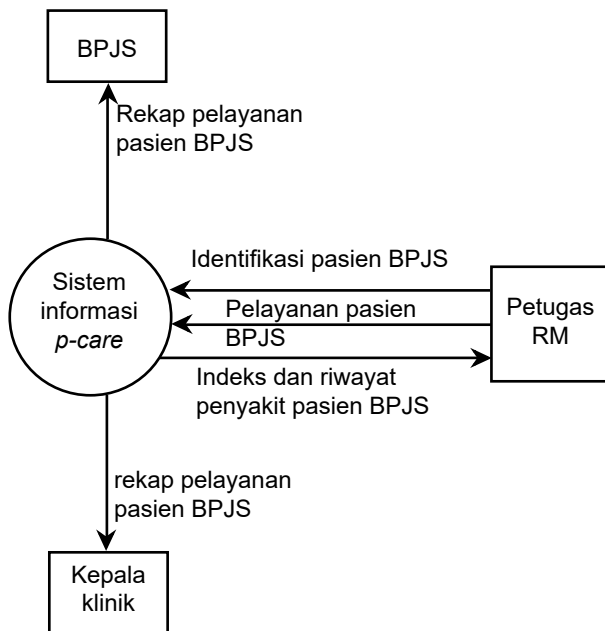 BPJS
Rekap pelayanan
pasien BPJS
Identifikasi pasien BPJS
Sistem
informasi
p-care
Pelayanan pasien
BPJS
Petugas
RM
Indeks dan riwayat
penyakit pasien BPJS
rekap pelayanan
pasien BPJS
Kepala
klinik